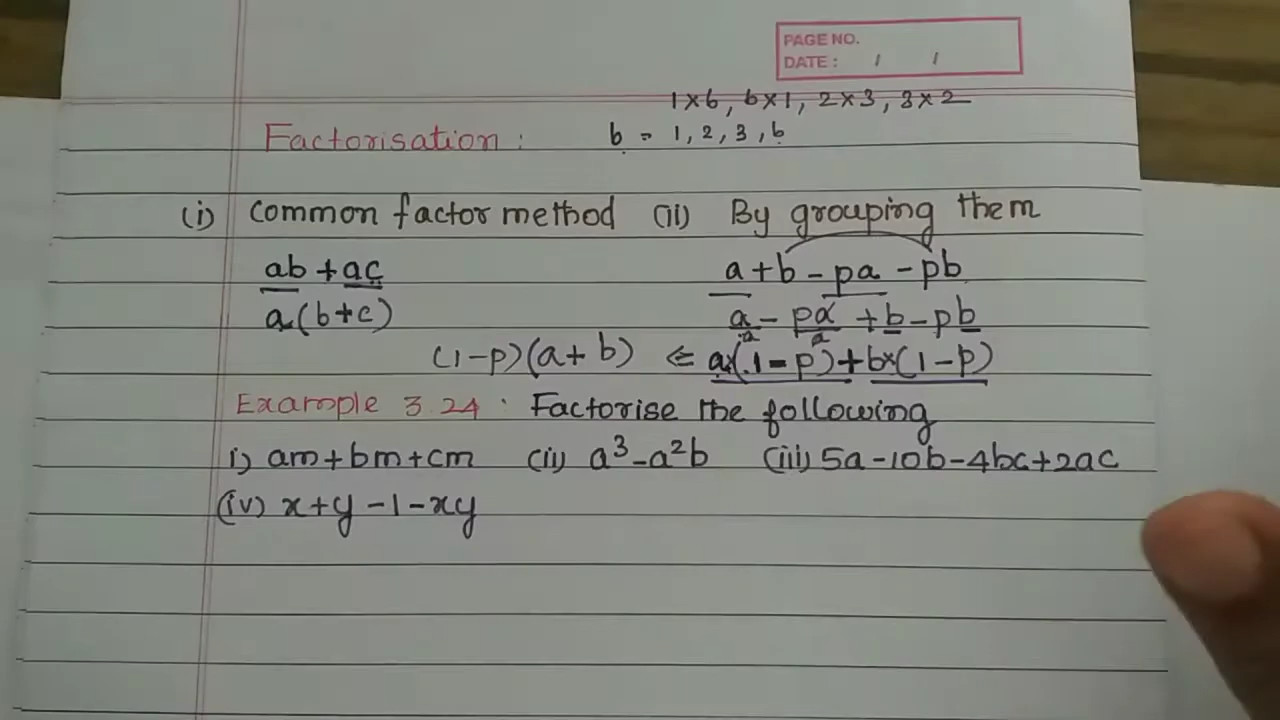 PAGE NO.
DATE : / /
1×6, 6×1, 2×3, 3×2
Factorisation : 6 = 1, 2, 3, 6
(i) Common factor method (ii) By grouping them
ab + ac a + b - pa - pb
a(b+c) a - pa + b - pb
a a
(1-p)(a+b) ⇐ a×(1-p) + b×(1-p)
Example 3.24 : Factorise the following
i) am+bm+cm (ii) a³-a²b (iii) 5a-10b-4bc+2ac
(iv) x+y-1-xy